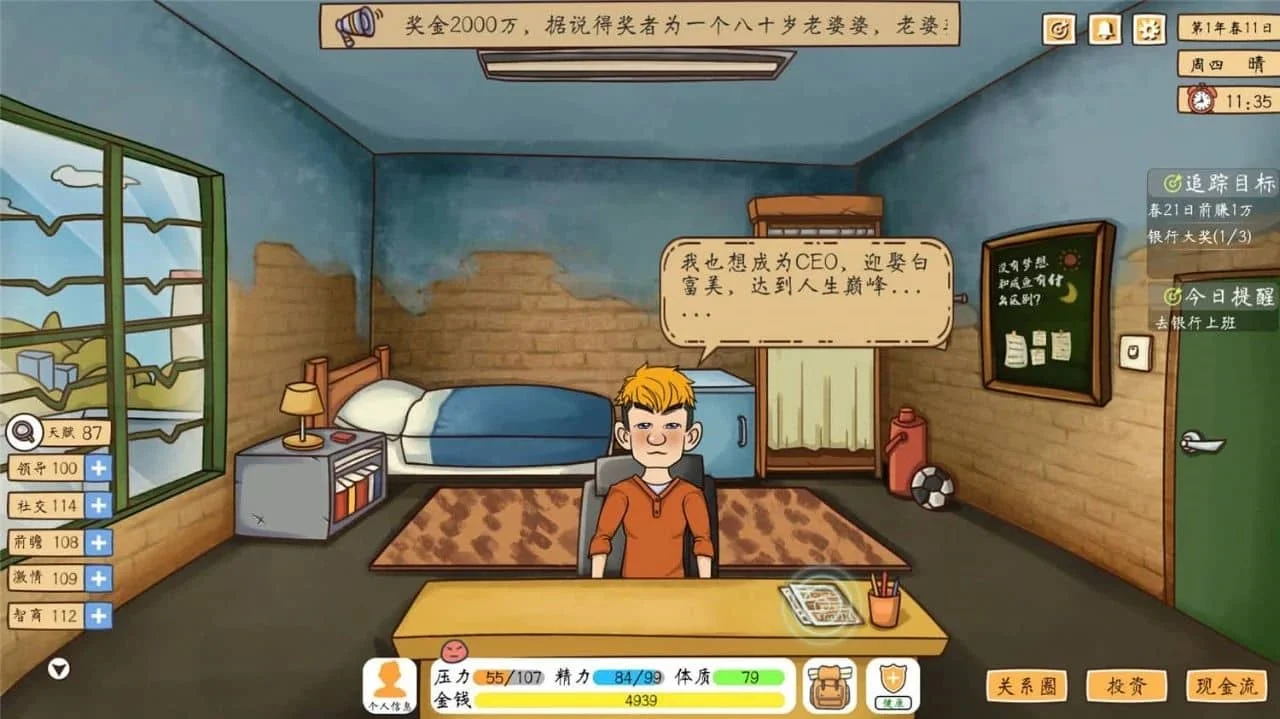 奖金2000万，据说得奖者为一个八十岁老婆婆，老婆
第1年春11日
周四 晴
11:35
追踪目标
春21日前赚1万
银行大奖(1/3)
今日提醒
去银行上班
我也想成为CEO，迎娶白
富美，达到人生巅峰...
...
没有梦想
和咸鱼有什
么区别?
天赋 87
领导 100
社交 114
前瞻 108
激情 109
智商 112
个人信息
压力 55/107 精力 84/99 体质 79
金钱 4939
健康
关系圈
投资
现金流